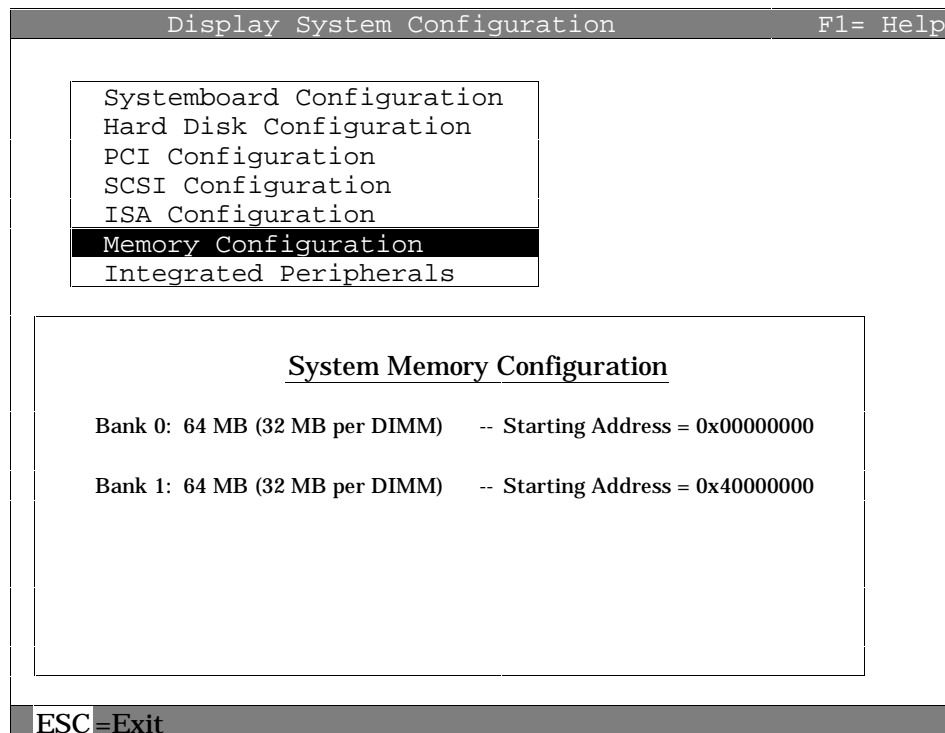 Display System Configuration F1= Help
Systemboard Configuration
Hard Disk Configuration
PCI Configuration
SCSI Configuration
ISA Configuration
Memory Configuration
Integrated Peripherals
System Memory Configuration
Bank 0: 64 MB (32 MB per DIMM) -- Starting Address = 0x00000000
Bank 1: 64 MB (32 MB per DIMM) -- Starting Address = 0x40000000
ESC=Exit